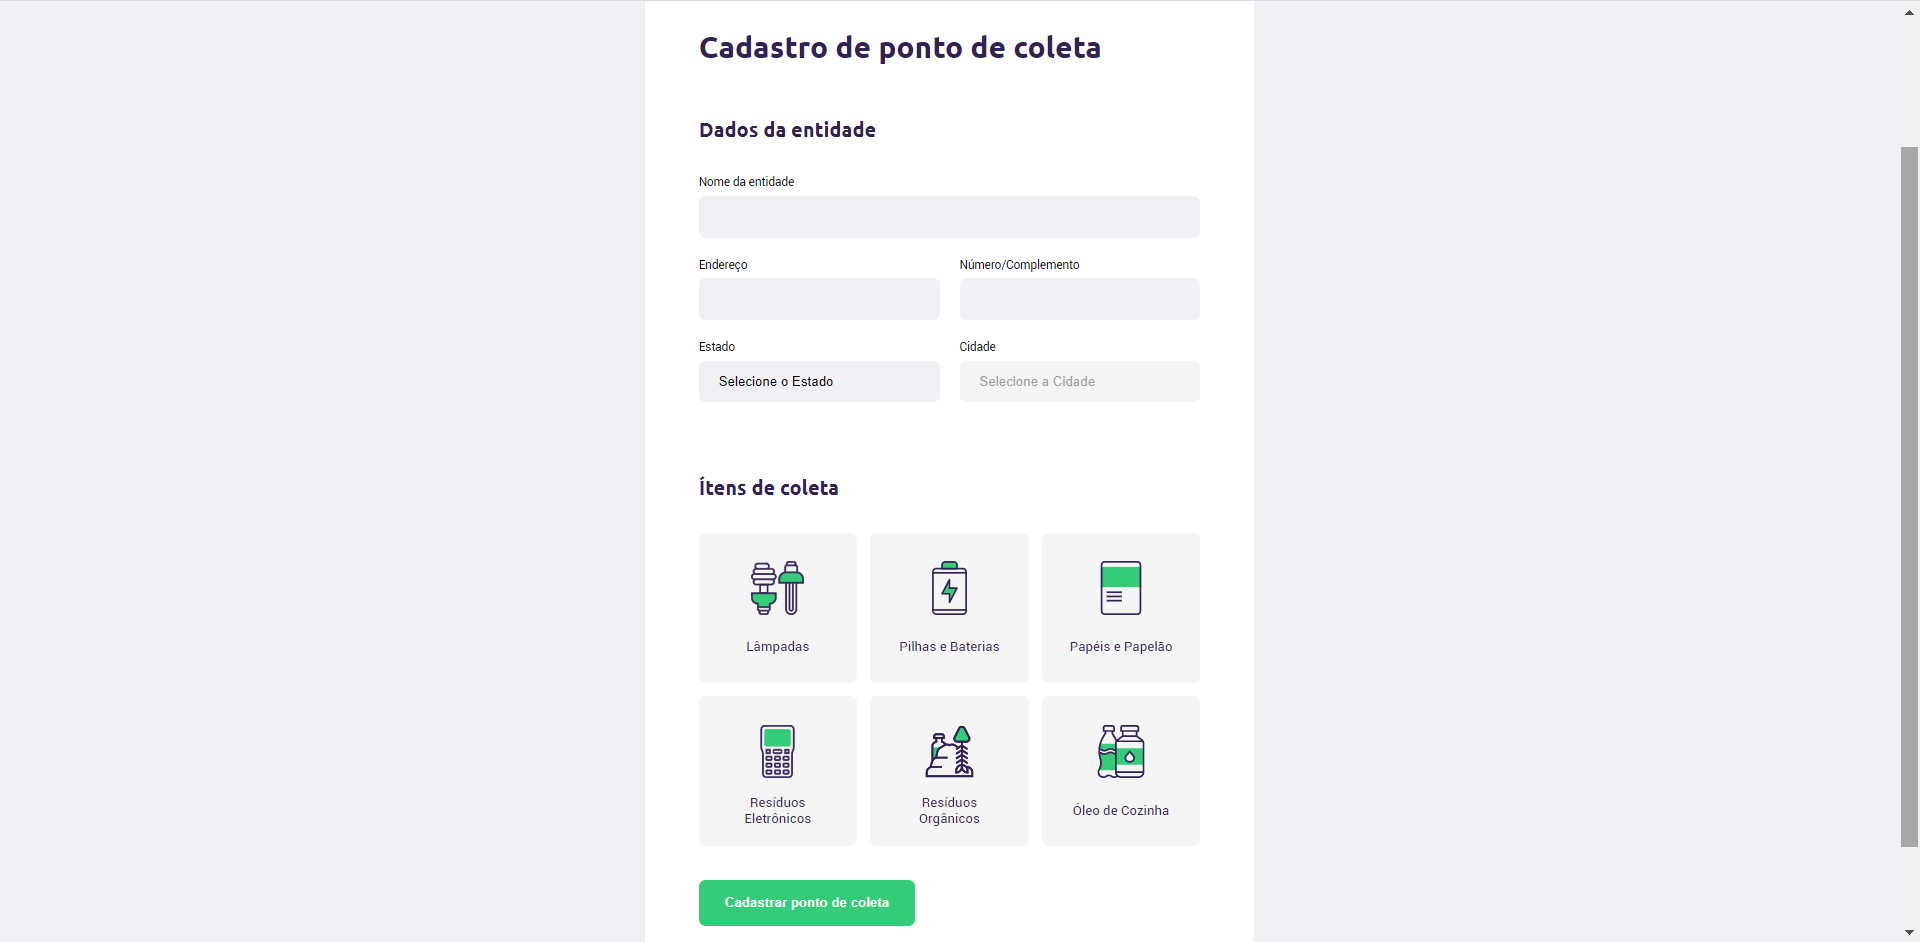 Cadastro de ponto de coleta
Dados da entidade
Nome da entidade
Endereço
Número/Complemento
Estado
Cidade
Selecione o Estado
Selecione a Cidade
Ítens de coleta
Lâmpadas
Pilhas e Baterias
Papéis e Papelão
Resíduos
Eletrônicos
Resíduos
Orgânicos
Óleo de Cozinha
Cadastrar ponto de coleta